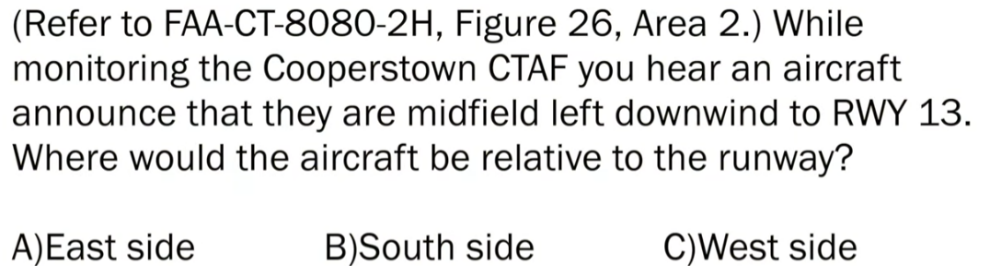 (Refer to FAA-CT-8080-2H, Figure 26, Area 2.) While
monitoring the Cooperstown CTAF you hear an aircraft
announce that they are midfield left downwind to RWY 13.
Where would the aircraft be relative to the runway?
A)East side B)South side C)West side